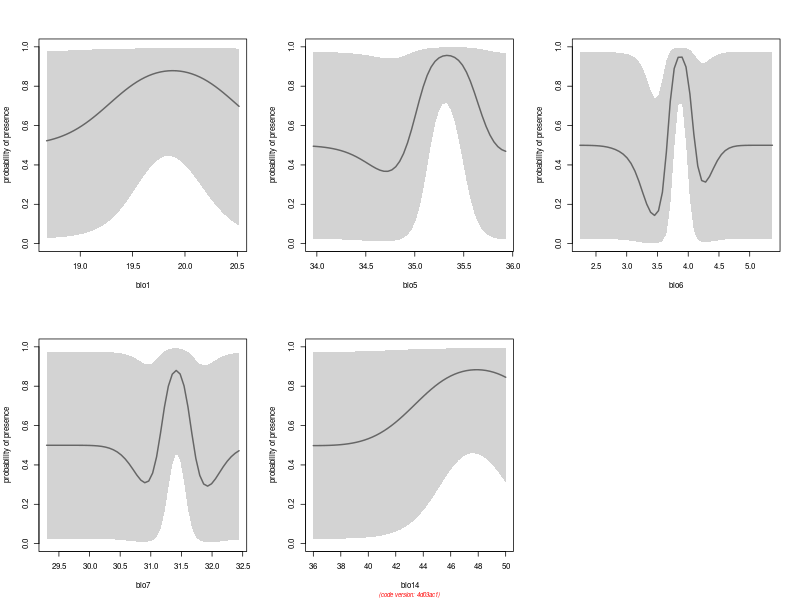 probability of presence
0.0 0.2 0.4 0.6 0.8 1.0
19.0 19.5 20.0 20.5
bio1
probability of presence
0.0 0.2 0.4 0.6 0.8 1.0
34.0 34.5 35.0 35.5 36.0
bio5
probability of presence
0.0 0.2 0.4 0.6 0.8 1.0
2.5 3.0 3.5 4.0 4.5 5.0
bio6
probability of presence
0.0 0.2 0.4 0.6 0.8 1.0
29.5 30.0 30.5 31.0 31.5 32.0 32.5
bio7
probability of presence
0.0 0.2 0.4 0.6 0.8 1.0
36 38 40 42 44 46 48 50
bio14
(code version: 4d03ac1)